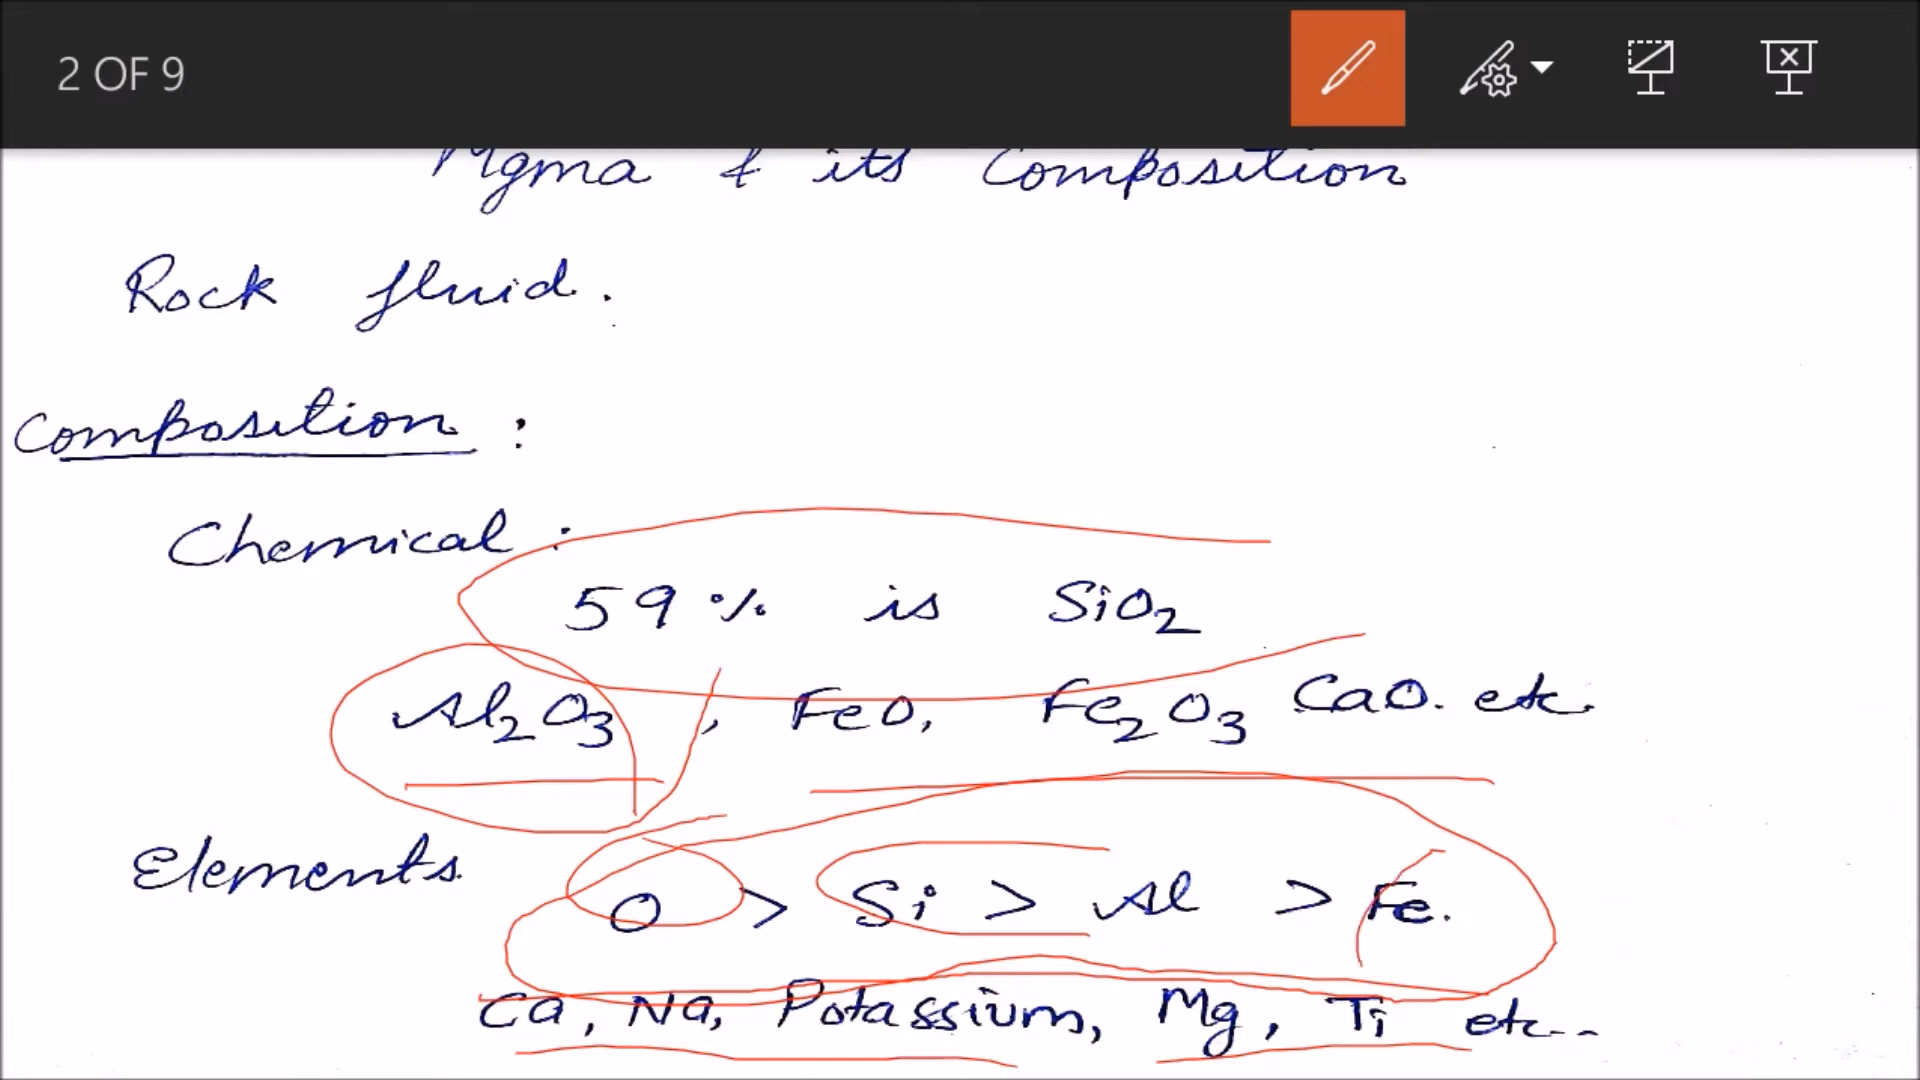 2 OF 9
Mgma & its Composition
Rock fluid.
Composition :
Chemical :
59% is SiO2
Al2O3, FeO, Fe2O3 CaO. etc.
Elements. O > Si > Al > Fe.
Ca, Na, Potassium, Mg, Ti etc--